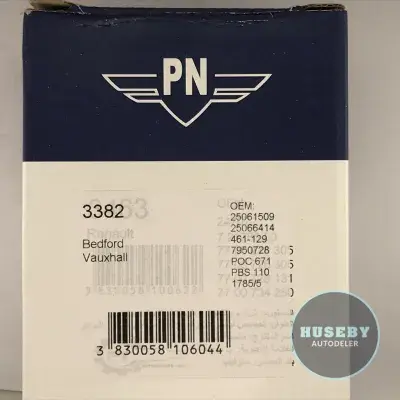 PN
3382
Bedford
Vauxhall
OEM:
25061509
25066414
461-129
7950728
POC 671
PBS 110
1785/5
3 830058 106044
HUSEBY
AUTODELER